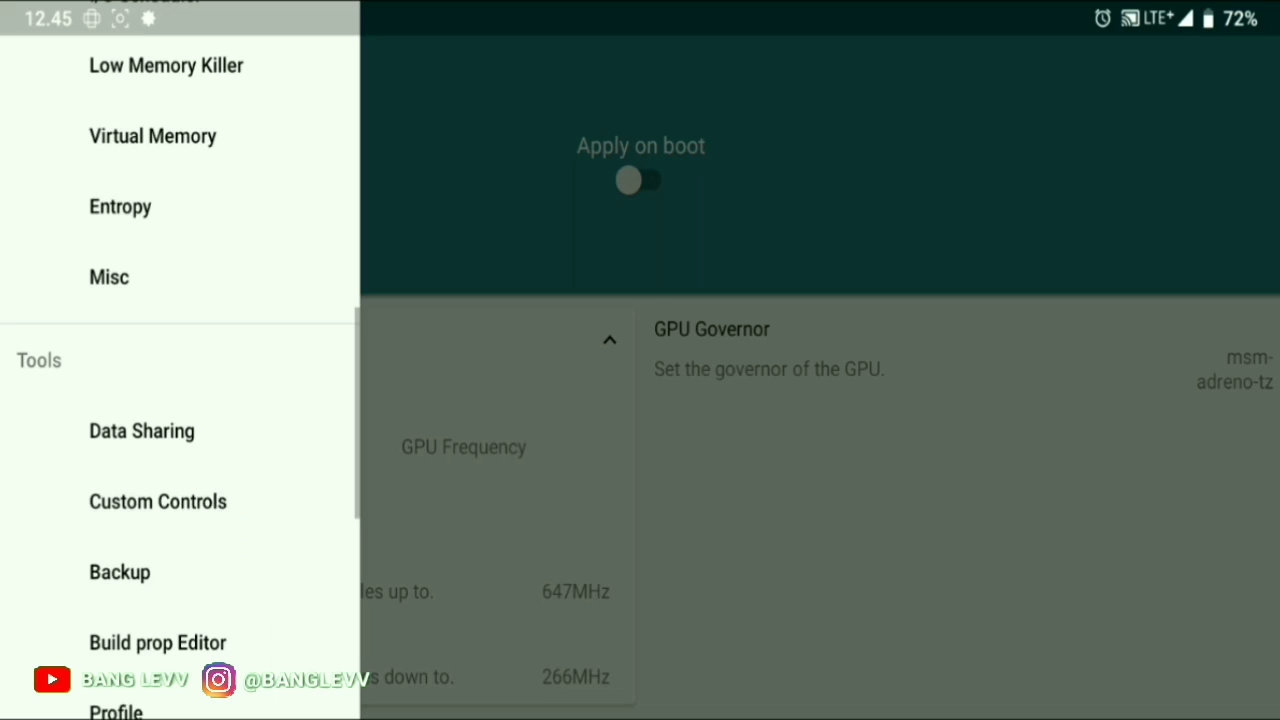 12.45
LTE+ 72%
Low Memory Killer
Virtual Memory
Entropy
Misc
Tools
Data Sharing
Custom Controls
Backup
Build prop Editor
Profile
Apply on boot
GPU Governor
Set the governor of the GPU.
msm-
adreno-tz
GPU Frequency
les up to. 647MHz
s down to. 266MHz
BANG LEVV @BANGLEVV